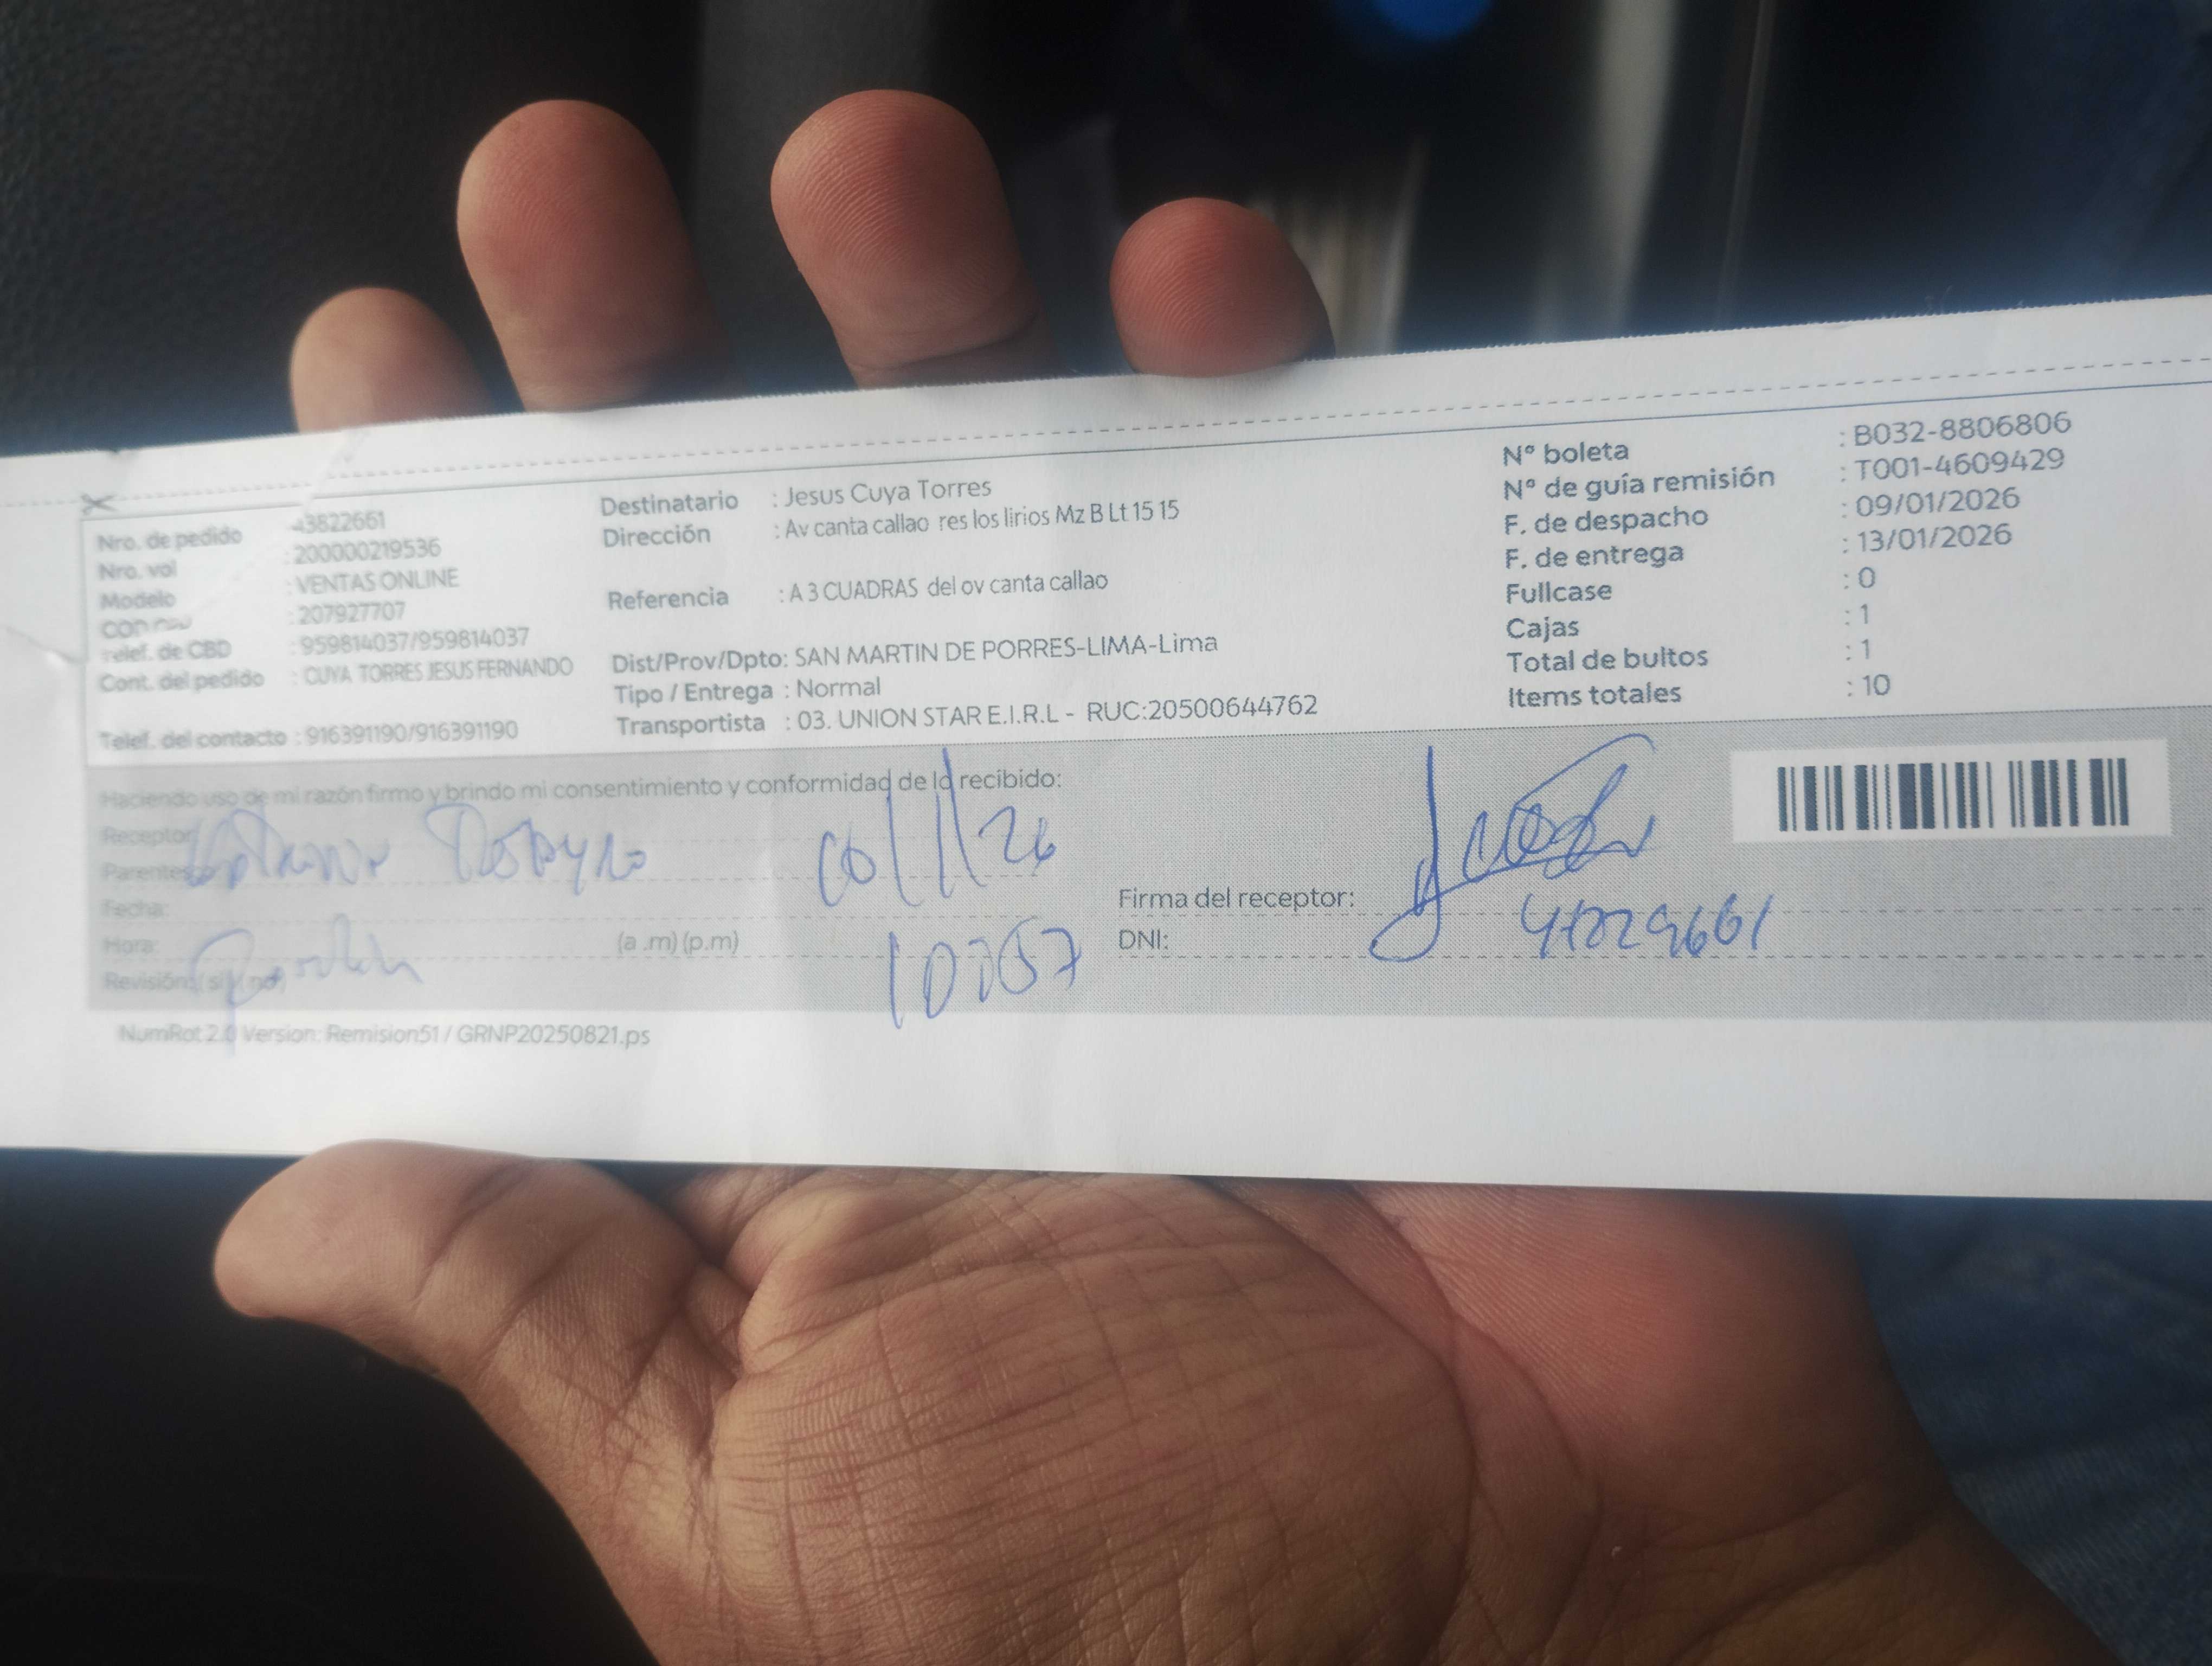 Nro. de pedido 43822661
Nro. vol : 200000219536
Modelo : VENTAS ONLINE
COD : 207927707
Telef. de CBD : 959814037/959814037
Cont. del pedido : CUYA TORRES JESUS FERNANDO
Telef. del contacto : 916391190/916391190
Destinatario : Jesus Cuya Torres
Dirección : Av canta callao res los lirios Mz B Lt 15 15
Referencia : A 3 CUADRAS del ov canta callao
Dist/Prov/Dpto: SAN MARTIN DE PORRES-LIMA-Lima
Tipo / Entrega : Normal
Transportista : 03. UNION STAR E.I.R.L - RUC:20500644762
Nº boleta : B032-8806806
Nº de guía remisión : T001-4609429
F. de despacho : 09/01/2026
F. de entrega : 13/01/2026
Fullcase : 0
Cajas : 1
Total de bultos : 1
Items totales : 10
Haciendo uso de mi razón firmo y brindo mi consentimiento y conformidad de lo recibido:
Receptor
Parentesco
Fecha:
Hora: (a.m) (p.m)
Revisión: (si) (no)
Firma del receptor:
DNI:
NumRot 2.0 Version: Remision51 / GRNP20250821.ps